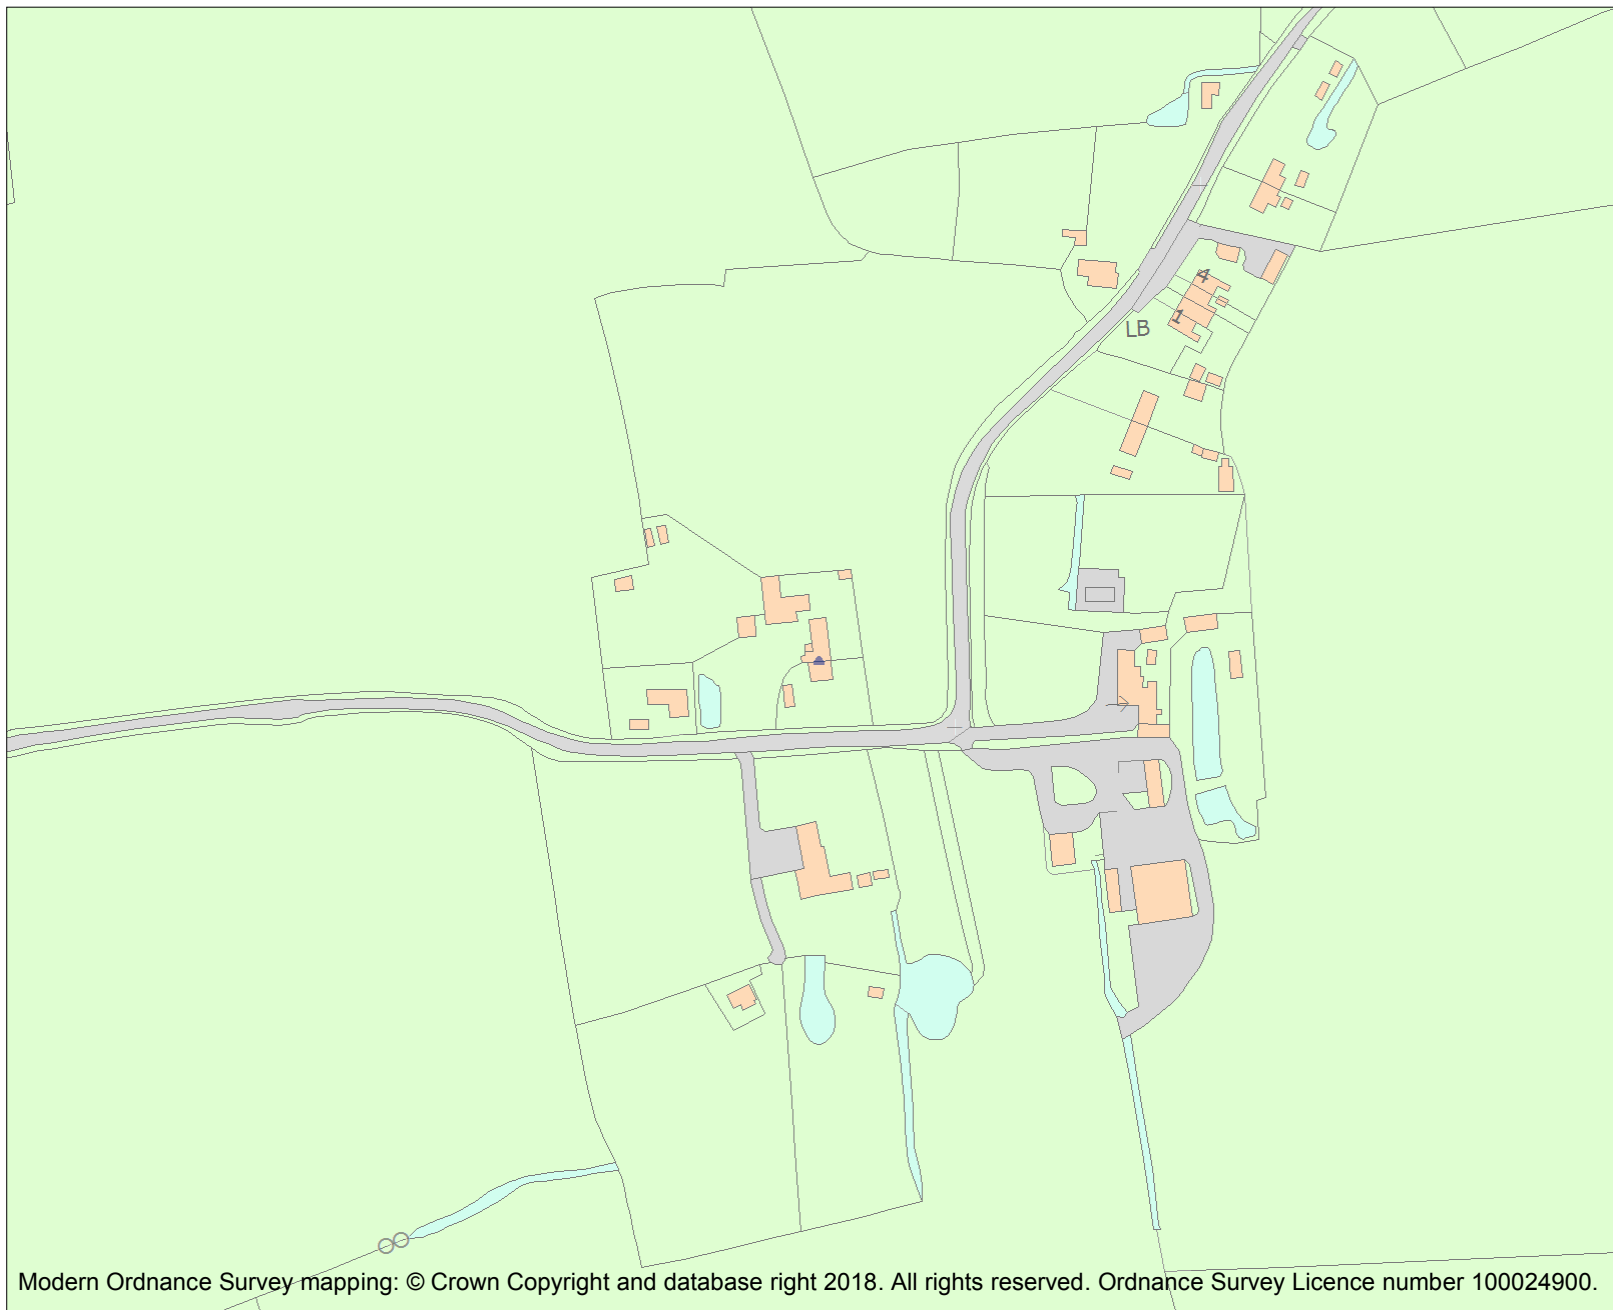 4
1
LB
Modern Ordnance Survey mapping: © Crown Copyright and database right 2018. All rights reserved. Ordnance Survey Licence number 100024900.